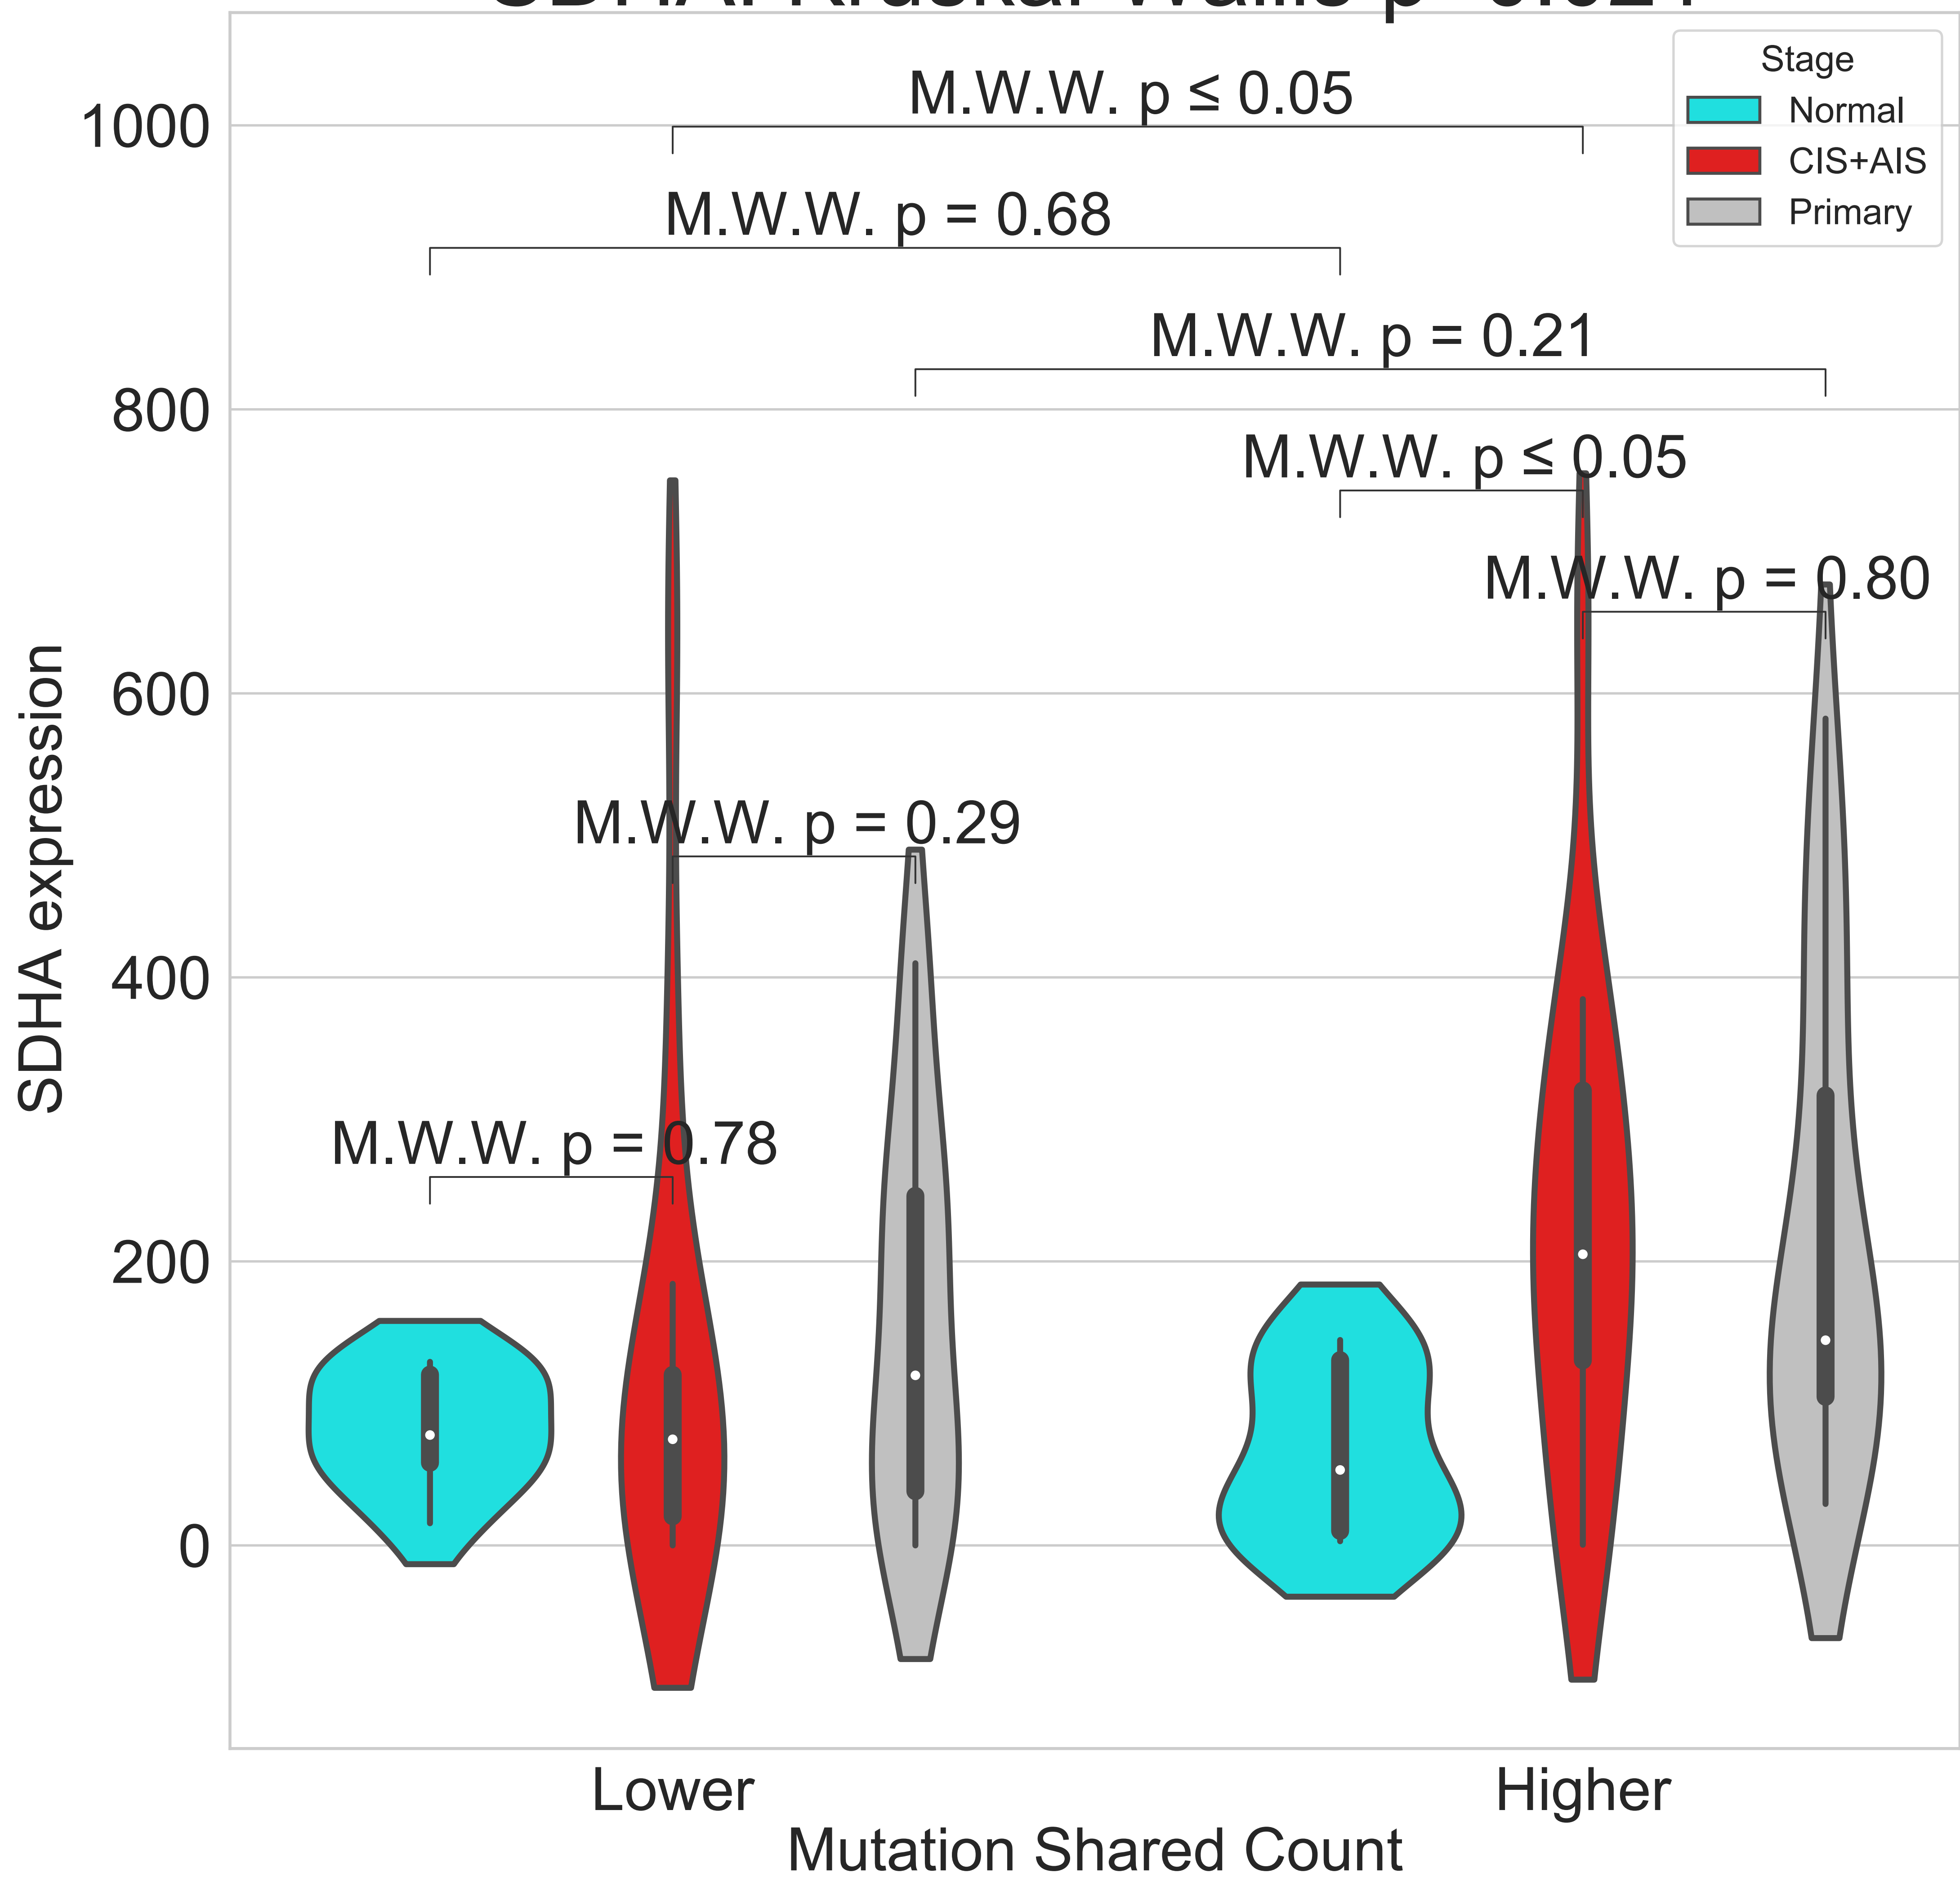 Stage
Normal
CIS+AIS
Primary
M.W.W. p ≤ 0.05
M.W.W. p = 0.68
M.W.W. p = 0.21
M.W.W. p ≤ 0.05
M.W.W. p = 0.80
M.W.W. p = 0.29
M.W.W. p = 0.78
1000
800
600
400
200
0
SDHA expression
Lower
Higher
Mutation Shared Count